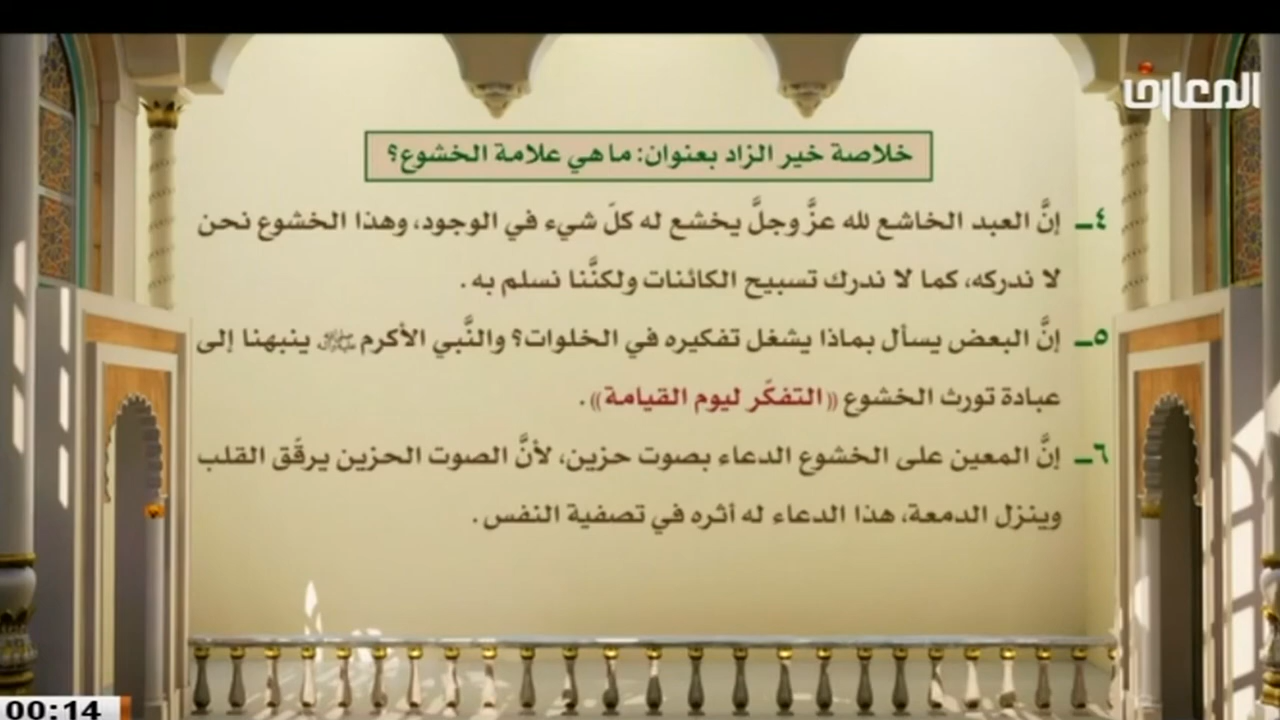 المعارف
خلاصة خير الزاد بعنوان: ما هي علامة الخشوع؟
٤ـ إنَّ العبد الخاشع لله عزَّ وجلَّ يخشع له كلّ شيء في الوجود، وهذا الخشوع نحن
لا ندركه، كما لا ندرك تسبيح الكائنات ولكنَّنا نسلم به.
٥ـ إنَّ البعض يسأل بماذا يشغل تفكيره في الخلوات؟ والنَّبي الأكرم ينبهنا إلى
عبادة تورث الخشوع ((التفكّر ليوم القيامة)).
٦ـ إنَّ المعين على الخشوع الدعاء بصوت حزين، لأنَّ الصوت الحزين يرقّق القلب
وينزل الدمعة، هذا الدعاء له أثره في تصفية النفس.
00:14